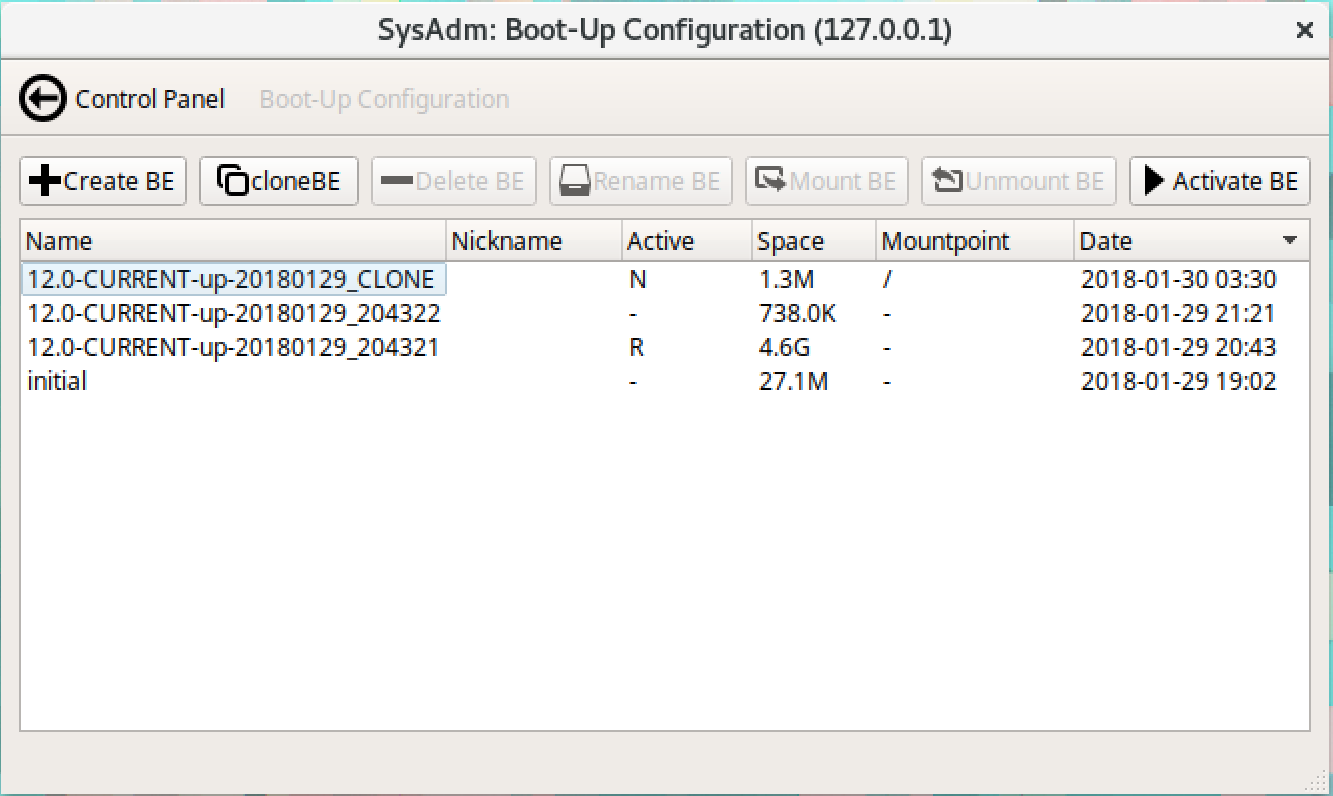 SysAdm: Boot-Up Configuration (127.0.0.1)
Control Panel Boot-Up Configuration
Create BE cloneBE Delete BE Rename BE Mount BE Unmount BE Activate BE
Name Nickname Active Space Mountpoint Date
12.0-CURRENT-up-20180129_CLONE N 1.3M / 2018-01-30 03:30
12.0-CURRENT-up-20180129_204322 - 738.0K - 2018-01-29 21:21
12.0-CURRENT-up-20180129_204321 R 4.6G - 2018-01-29 20:43
initial - 27.1M - 2018-01-29 19:02